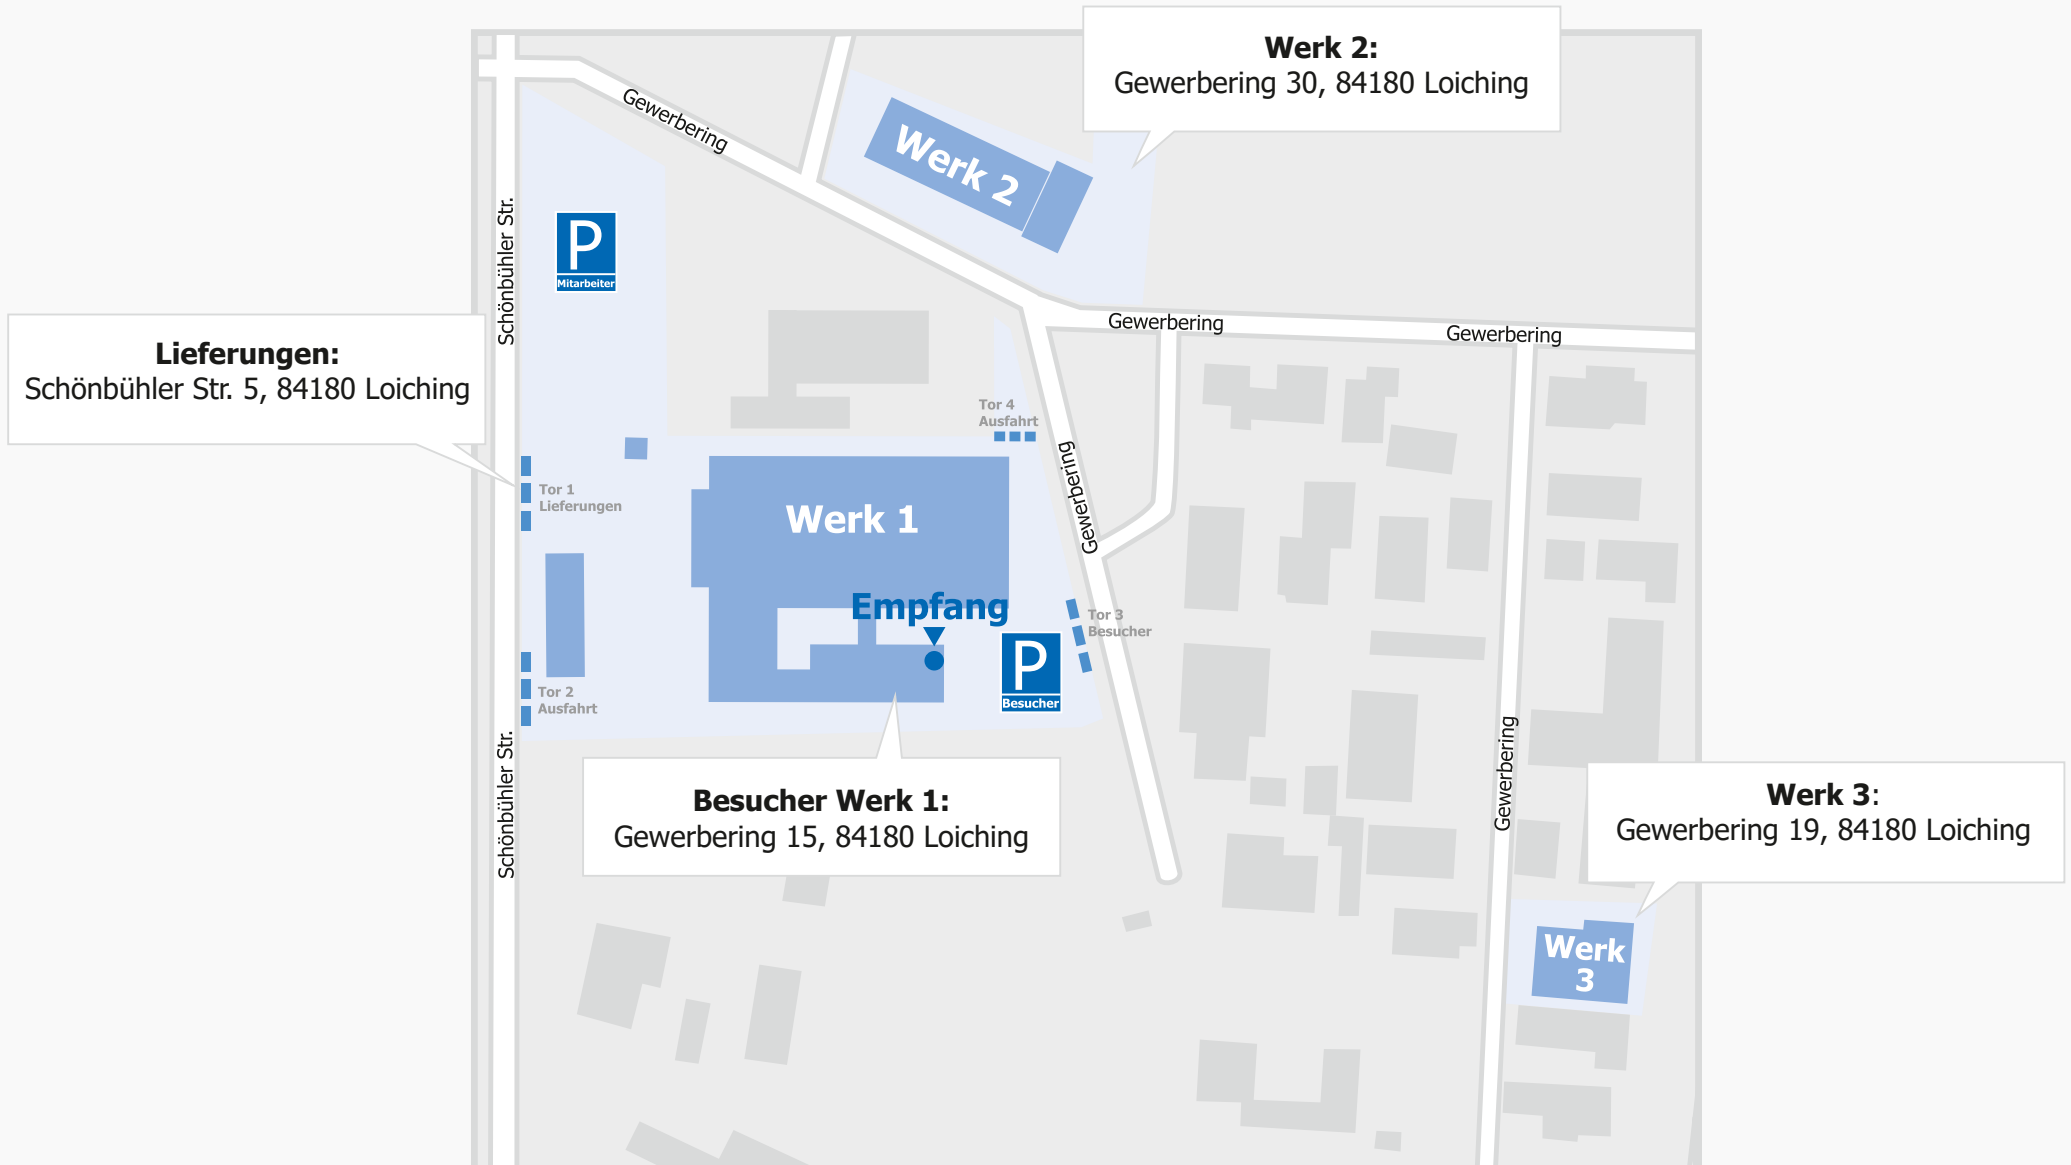 Werk 2:
Gewerbering 30, 84180 Loiching
Gewerbering
Werk 2
Schönbühler Str.
P
Mitarbeiter
Gewerbering
Gewerbering
Lieferungen:
Schönbühler Str. 5, 84180 Loiching
Tor 4
Ausfahrt
Gewerbering
Tor 1
Lieferungen
Werk 1
Empfang
Tor 3
Besucher
P
Besucher
Tor 2
Ausfahrt
Schönbühler Str.
Gewerbering
Besucher Werk 1:
Gewerbering 15, 84180 Loiching
Werk 3:
Gewerbering 19, 84180 Loiching
Werk
3